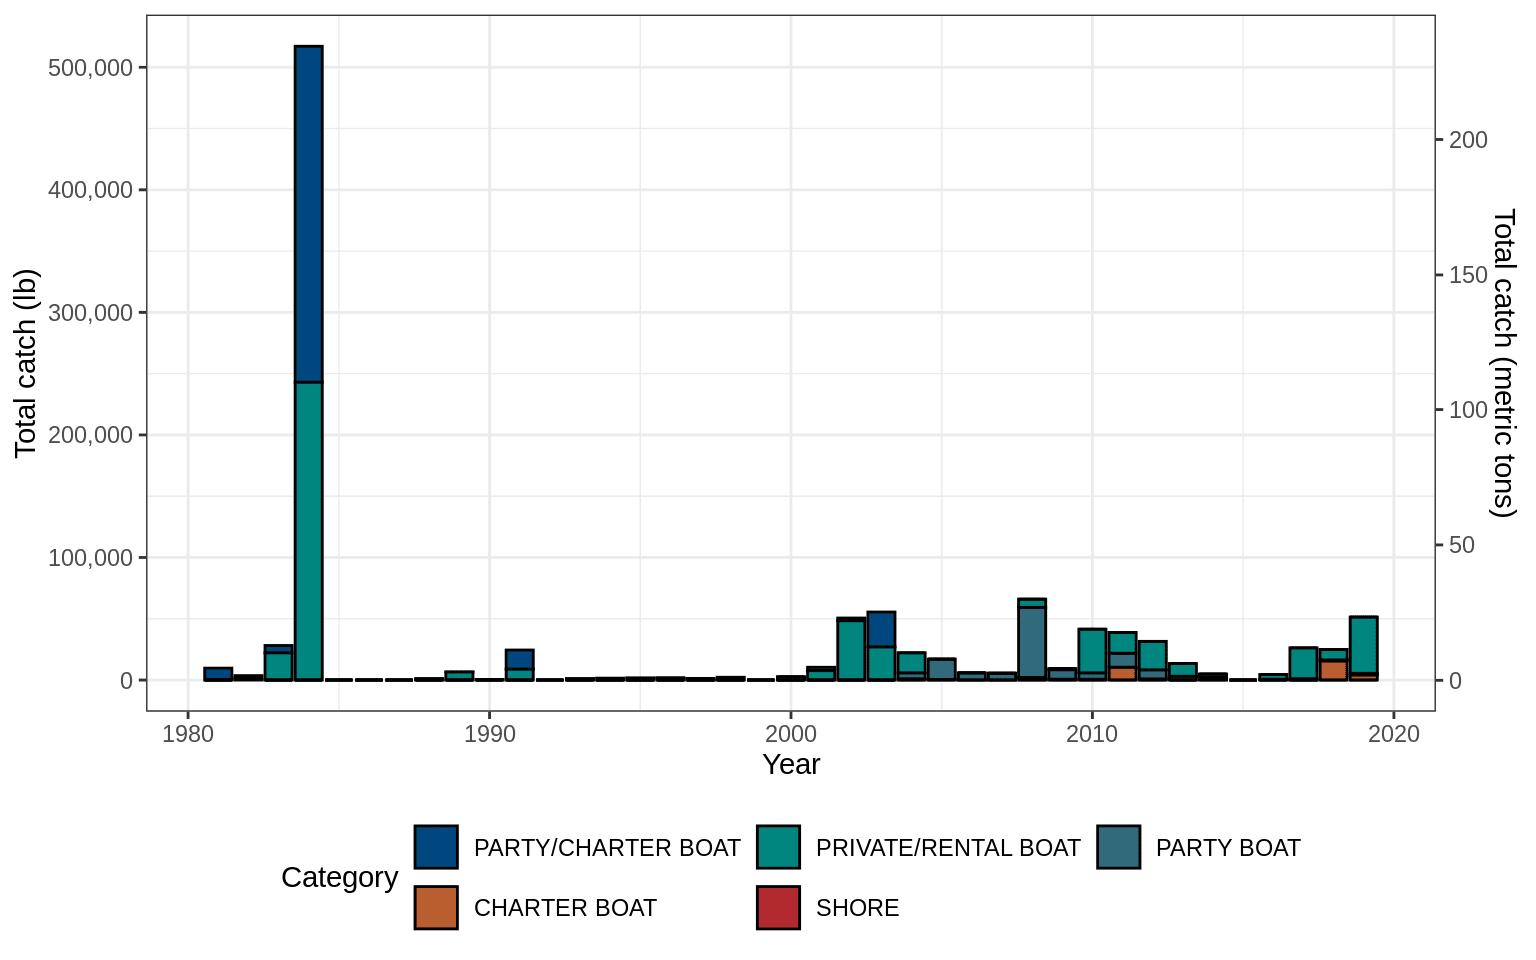 Total catch (lb)
500,000
400,000
300,000
200,000
100,000
0
200
150
100
50
0
Total catch (metric tons)
1980
1990
2000
2010
2020
Year
Category
PARTY/CHARTER BOAT
PRIVATE/RENTAL BOAT
PARTY BOAT
CHARTER BOAT
SHORE